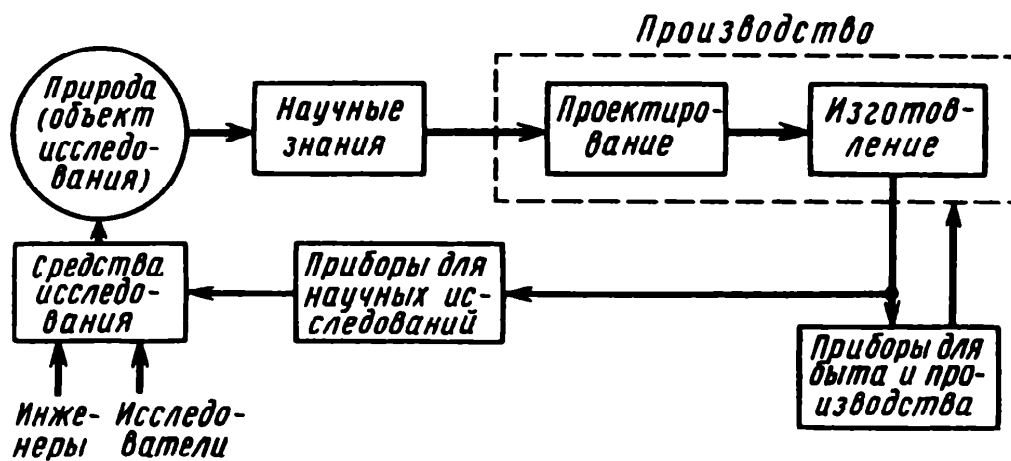 Производство
Природа
(объект
исследо-
вания)
Научные
знания
Проектиро-
вание
Изготов-
ление
Средства
исследо-
вания
Приборы для
научных ис-
следований
Приборы для
быта и про-
изводства
Инже-
неры
Исследо-
ватели